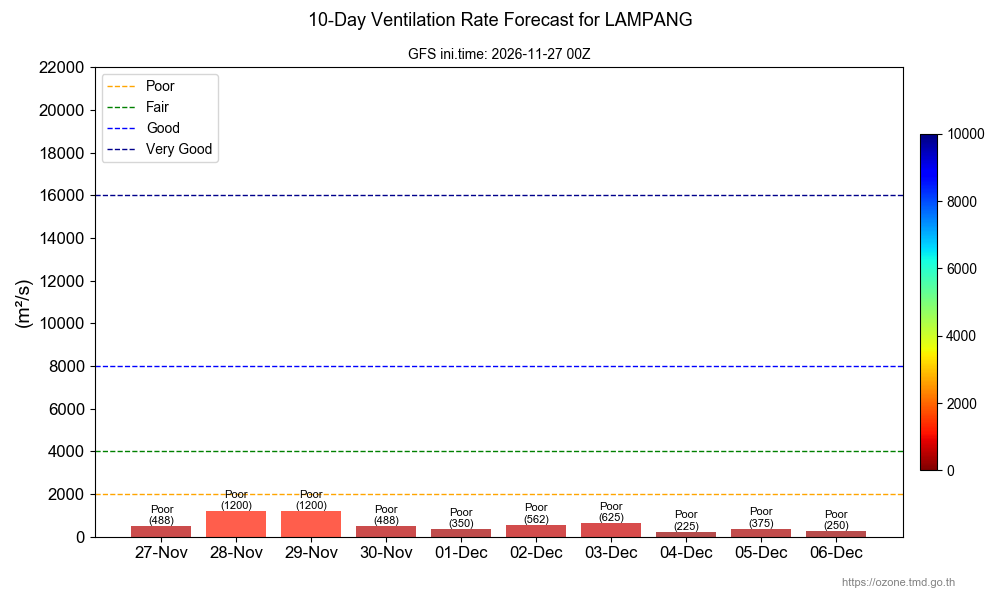 10-Day Ventilation Rate Forecast for LAMPANG
GFS ini.time: 2026-11-27 00Z
(m²/s)
22000
20000
18000
16000
14000
12000
10000
8000
6000
4000
2000
0
Poor
Fair
Good
Very Good
Poor
(488)
Poor
(1200)
Poor
(1200)
Poor
(488)
Poor
(350)
Poor
(562)
Poor
(625)
Poor
(225)
Poor
(375)
Poor
(250)
27-Nov
28-Nov
29-Nov
30-Nov
01-Dec
02-Dec
03-Dec
04-Dec
05-Dec
06-Dec
10000
8000
6000
4000
2000
0
https://ozone.tmd.go.th